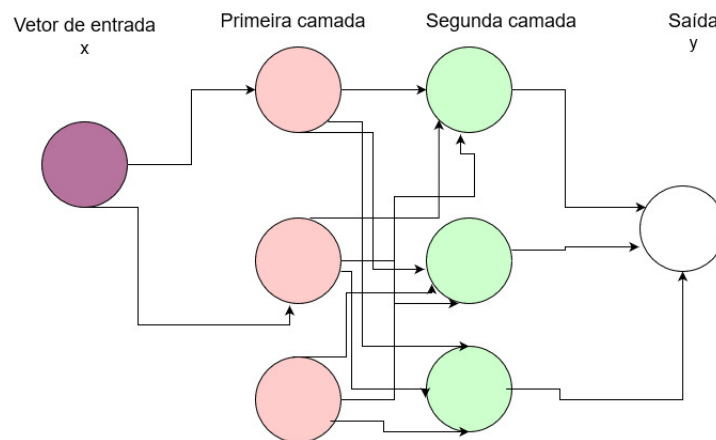 Vetor de entrada
x
Primeira camada
Segunda camada
Saída
y